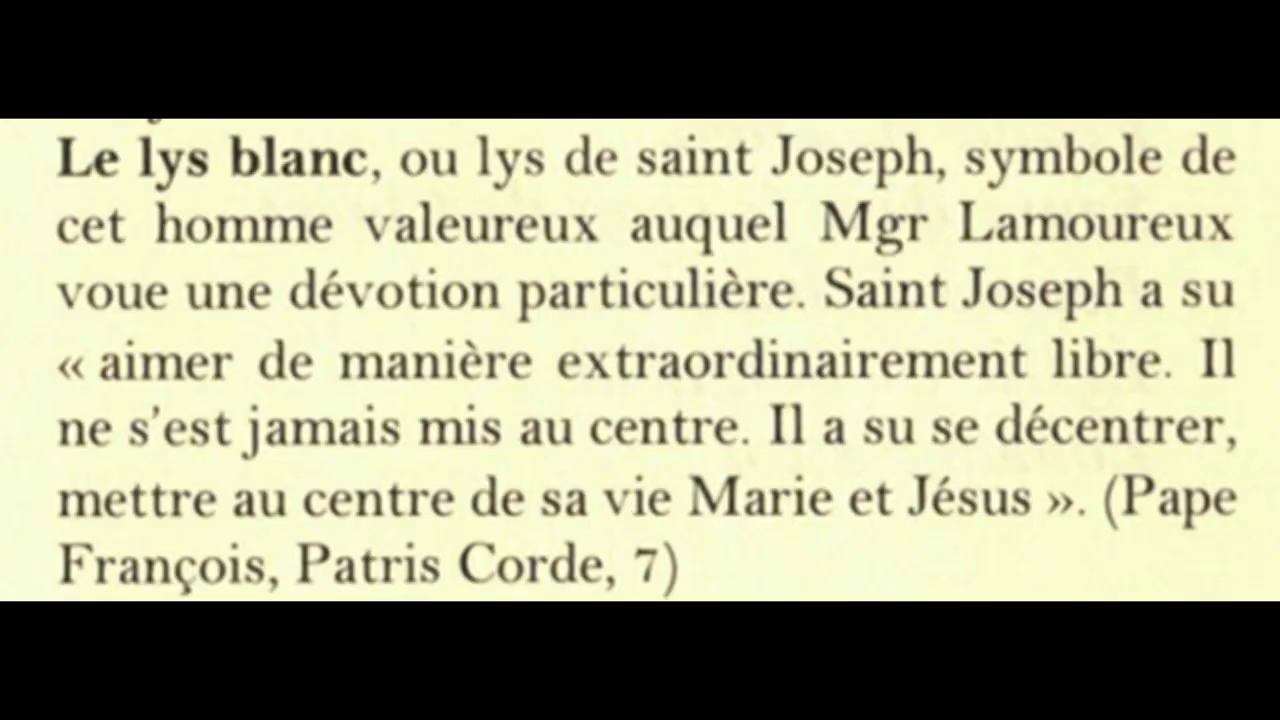 Le lys blanc, ou lys de saint Joseph, symbole de
cet homme valeureux auquel Mgr Lamoureux
voue une dévotion particulière. Saint Joseph a su
« aimer de manière extraordinairement libre. Il
ne s'est jamais mis au centre. Il a su se décentrer,
mettre au centre de sa vie Marie et Jésus ». (Pape
François, Patris Corde, 7)